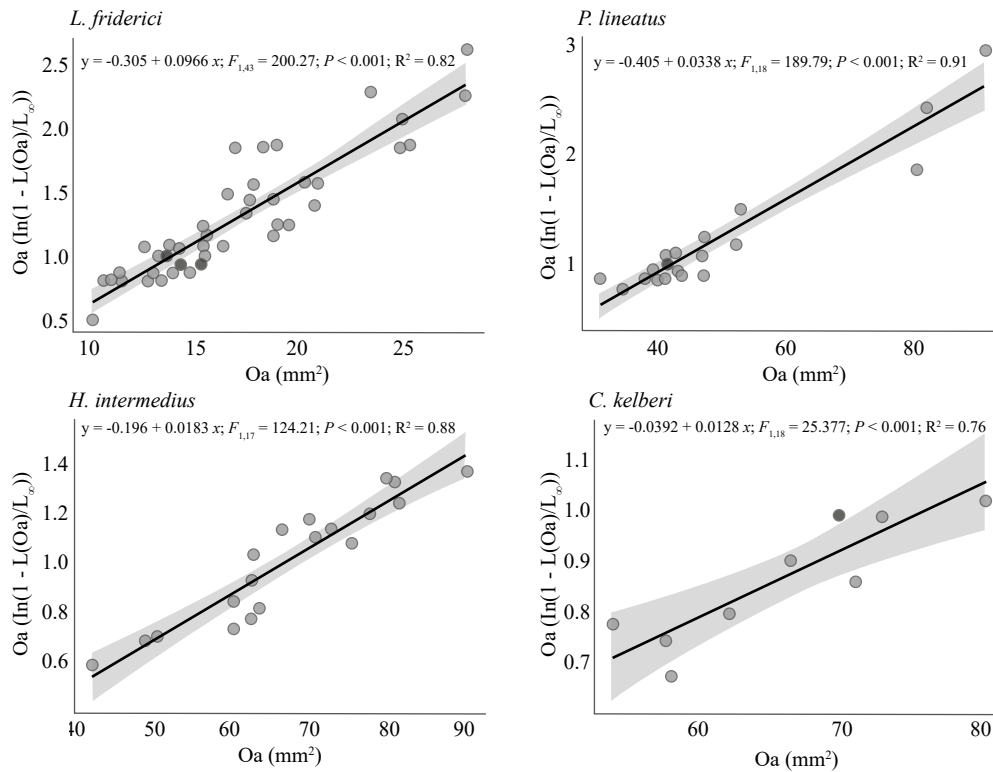 L. friderici
y = -0.305 + 0.0966 x; F1,43 = 200.27; P < 0.001; R² = 0.82
Oa (In(1 - L(Oa)/L∞))
2.5
2.0
1.5
1.0
0.5
10 15 20 25
Oa (mm²)
P. lineatus
y = -0.405 + 0.0338 x; F1,18 = 189.79; P < 0.001; R² = 0.91
Oa (In(1 - L(Oa)/L∞))
3
2
1
40 60 80
Oa (mm²)
H. intermedius
y = -0.196 + 0.0183 x; F1,17 = 124.21; P < 0.001; R² = 0.88
Oa (In(1 - L(Oa)/L∞))
1.4
1.2
1.0
0.8
0.6
40 50 60 70 80 90
Oa (mm²)
C. kelberi
y = -0.0392 + 0.0128 x; F1,18 = 25.377; P < 0.001; R² = 0.76
Oa (In(1 - L(Oa)/L∞))
1.1
1.0
0.9
0.8
0.7
60 70 80
Oa (mm²)